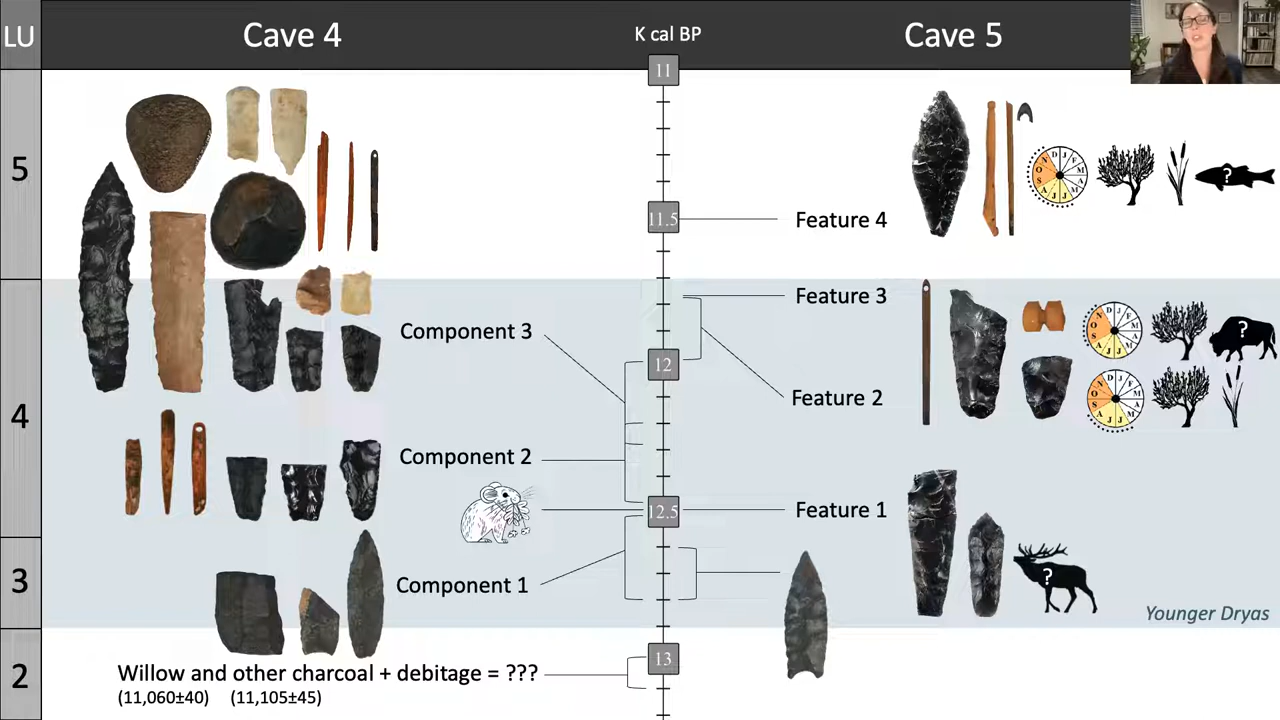 LU
Cave 4
K cal BP
Cave 5
11
5
11.5
Feature 4
Feature 3
Component 3
12
Feature 2
4
Component 2
12.5
Feature 1
3
Component 1
Younger Dryas
13
2
Willow and other charcoal + debitage = ???
(11,060±40) (11,105±45)
?
?
?